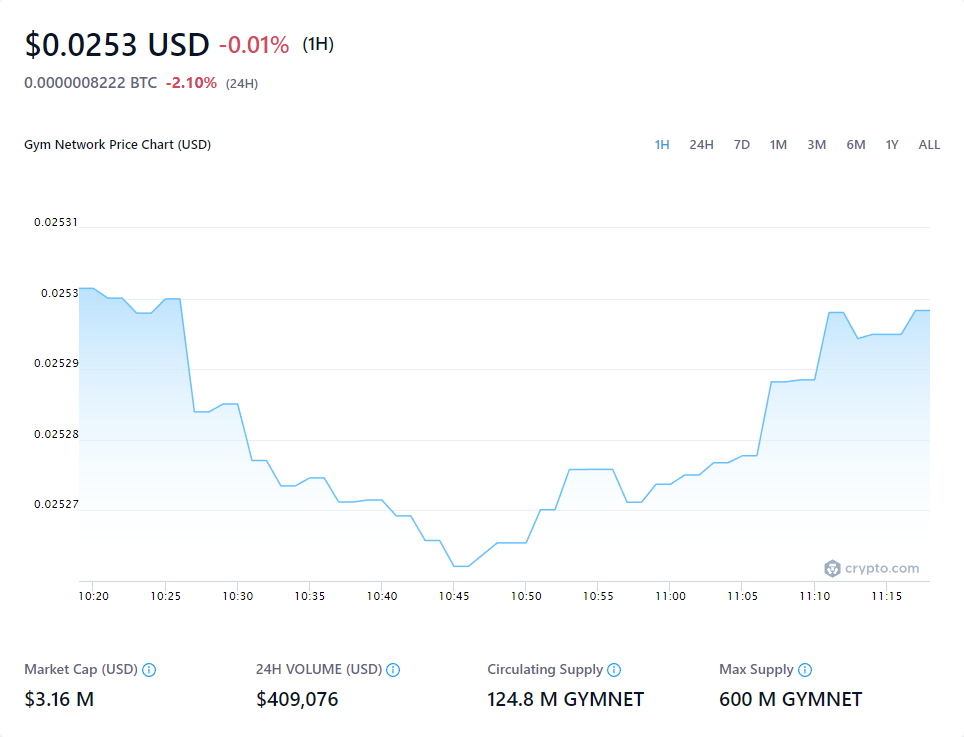 $0.0253 USD -0.01% (1H)
0.0000008222 BTC -2.10% (24H)
Gym Network Price Chart (USD)
1H 24H 7D 1M 3M 6M 1Y ALL
0.02531
0.0253
0.02529
0.02528
0.02527
crypto.com
10:20 10:25 10:30 10:35 10:40 10:45 10:50 10:55 11:00 11:05 11:10 11:15
Market Cap (USD) 24H VOLUME (USD) Circulating Supply Max Supply
$3.16 M $409,076 124.8 M GYMNET 600 M GYMNET